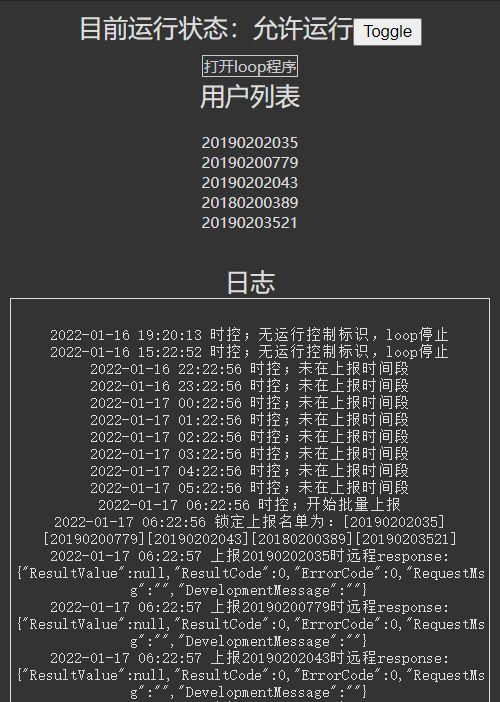 目前运行状态：允许运行 Toggle
打开loop程序
用户列表
20190202035
20190200779
20190202043
20180200389
20190203521
日志
2022-01-16 19:20:13 时控；无运行控制标识，loop停止
2022-01-16 15:22:52 时控；无运行控制标识，loop停止
2022-01-16 22:22:56 时控；未在上报时间段
2022-01-16 23:22:56 时控；未在上报时间段
2022-01-17 00:22:56 时控；未在上报时间段
2022-01-17 01:22:56 时控；未在上报时间段
2022-01-17 02:22:56 时控；未在上报时间段
2022-01-17 03:22:56 时控；未在上报时间段
2022-01-17 04:22:56 时控；未在上报时间段
2022-01-17 05:22:56 时控；未在上报时间段
2022-01-17 06:22:56 时控；开始批量上报
2022-01-17 06:22:56 锁定上报名单为：[20190202035]
[20190200779][20190202043][20180200389][20190203521]
2022-01-17 06:22:57 上报20190202035时远程response:
{"ResultValue":null,"ResultCode":0,"ErrorCode":0,"RequestMs
g":"","DevelopmentMessage":""}
2022-01-17 06:22:57 上报20190200779时远程response:
{"ResultValue":null,"ResultCode":0,"ErrorCode":0,"RequestMs
g":"","DevelopmentMessage":""}
2022-01-17 06:22:57 上报20190202043时远程response:
{"ResultValue":null,"ResultCode":0,"ErrorCode":0,"RequestMs
g":"","DevelopmentMessage":""}